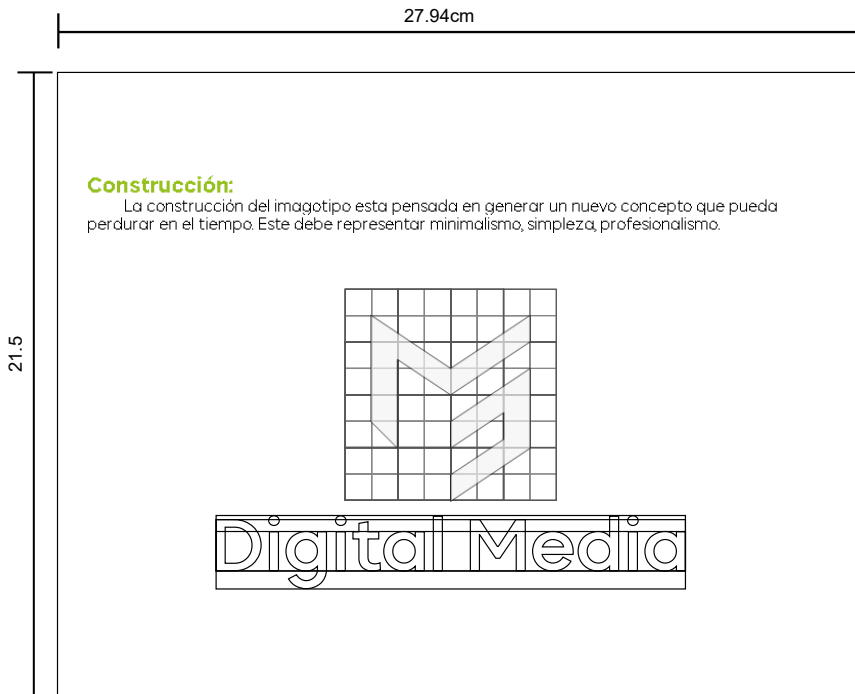 27.94cm
21.5
Construcción:
La construcción del imagotipo esta pensada en generar un nuevo concepto que pueda
perdurar en el tiempo. Este debe representar minimalismo, simpleza, profesionalismo.
Digital Media